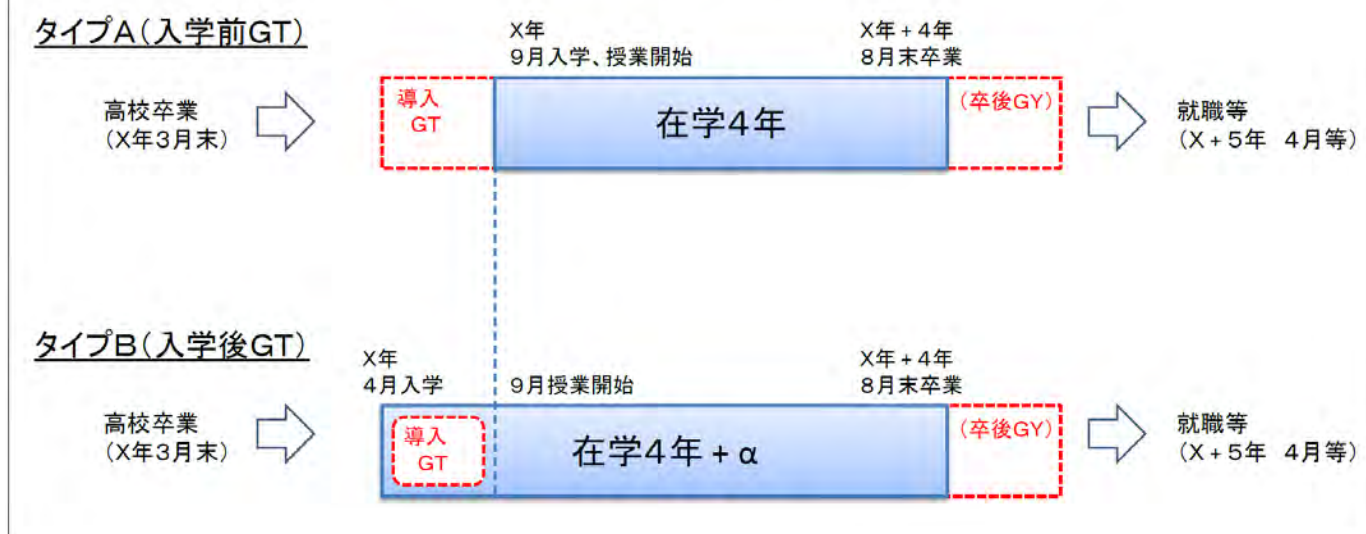 タイプA(入学前GT)
X年
9月入学、授業開始
X年+4年
8月末卒業
高校卒業
(X年3月末)
導入
GT
在学4年
(卒後GY)
就職等
(X+5年 4月等)
タイプB(入学後GT)
X年
4月入学
9月授業開始
X年+4年
8月末卒業
高校卒業
(X年3月末)
導入
GT
在学4年+α
(卒後GY)
就職等
(X+5年 4月等)